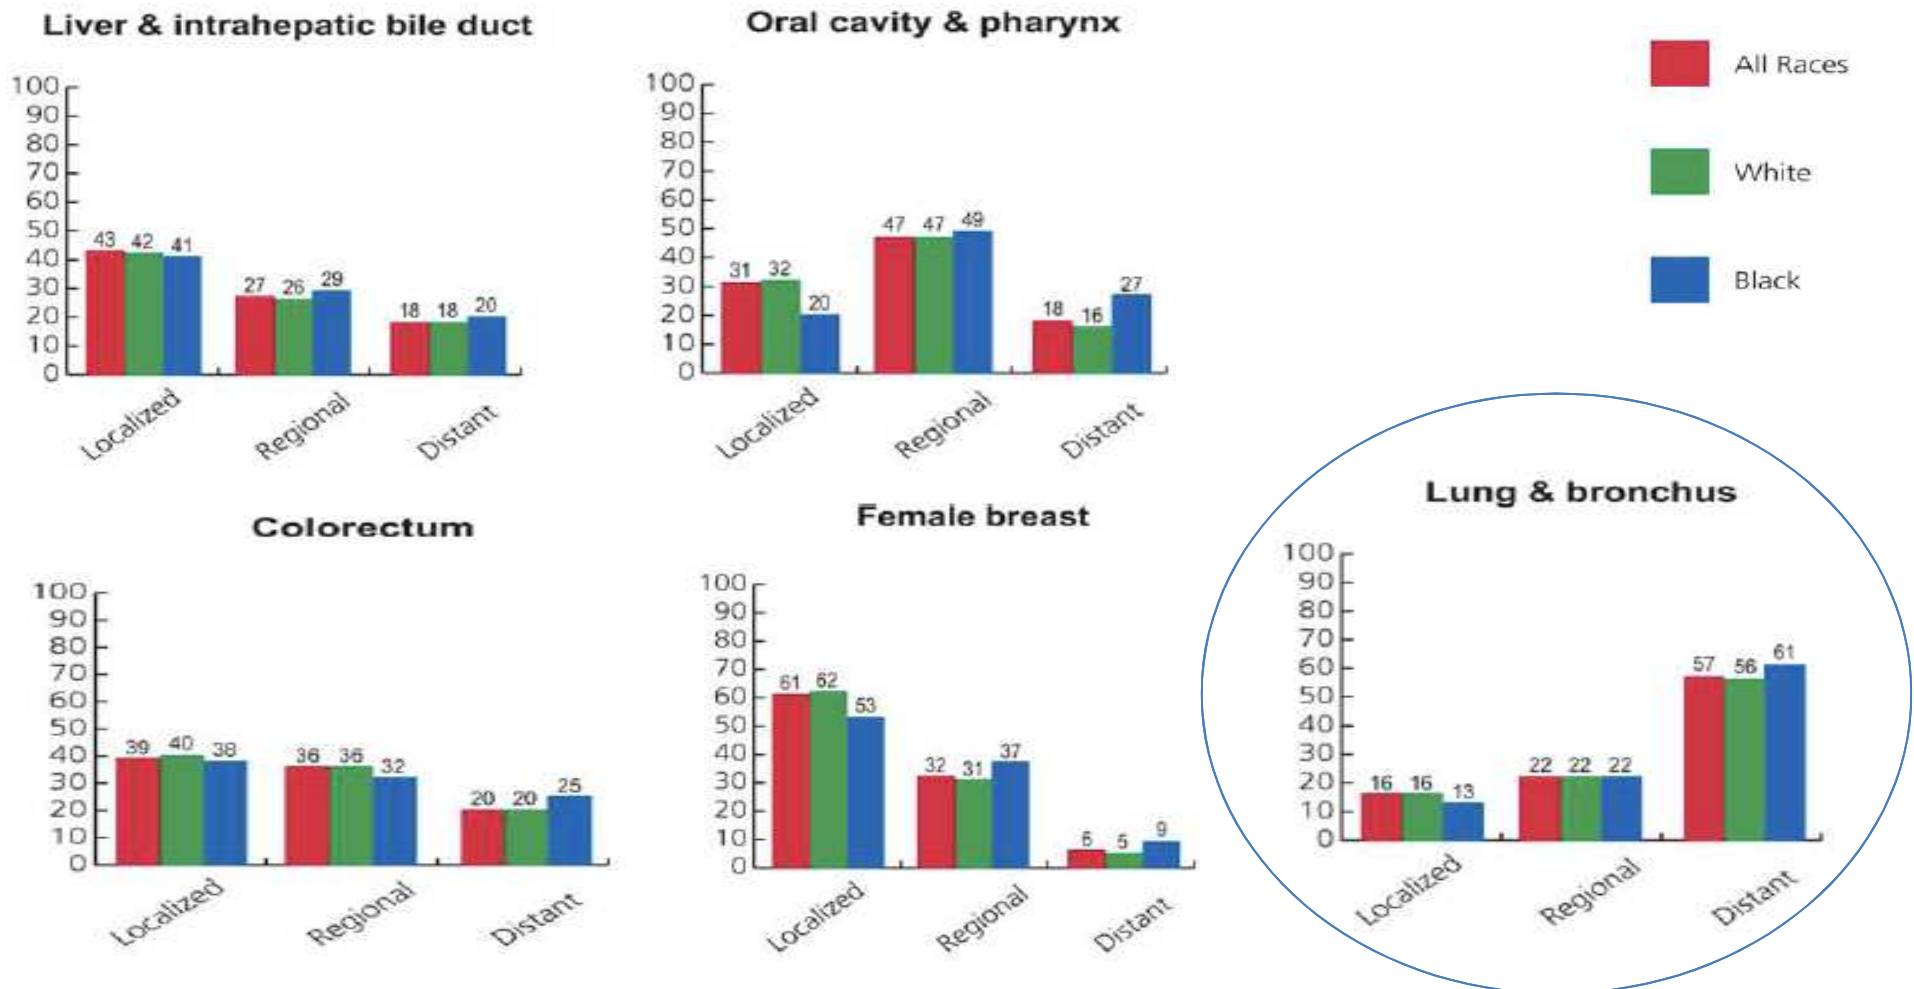 Liver & intrahepatic bile duct
100
90
80
70
60
50
40
30
20
10
0
43 42 41
27 26 29
18 18 20
Localized
Regional
Distant
Oral cavity & pharynx
100
90
80
70
60
50
40
30
20
10
0
31 32 20
47 47 49
18 16 27
Localized
Regional
Distant
All Races
White
Black
Colorectum
100
90
80
70
60
50
40
30
20
10
0
39 40 38
36 36 32
20 20 25
Localized
Regional
Distant
Female breast
100
90
80
70
60
50
40
30
20
10
0
61 62 53
32 31 37
6 5 9
Localized
Regional
Distant
Lung & bronchus
100
90
80
70
60
50
40
30
20
10
0
16 16 13
22 22 22
57 56 61
Localized
Regional
Distant